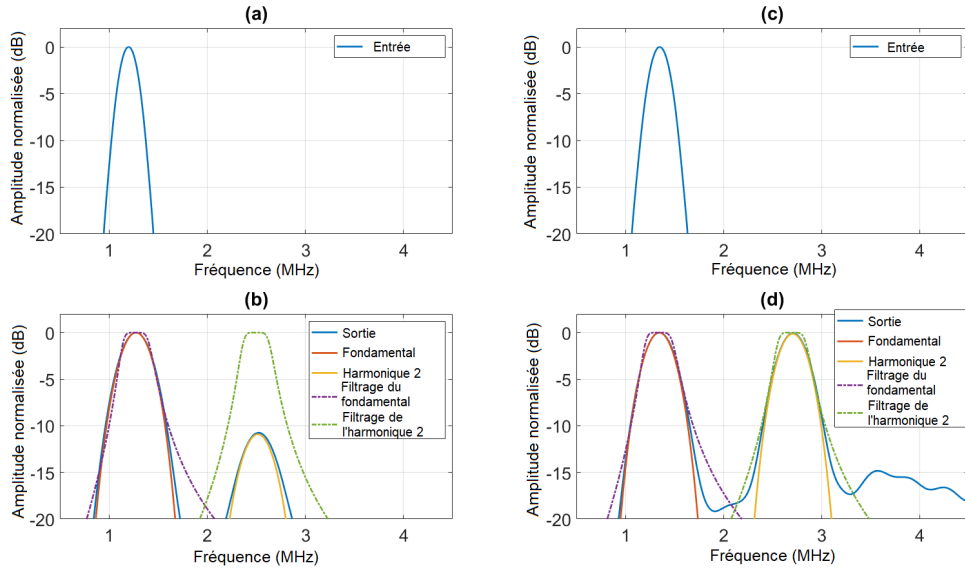 (a)
Amplitude normalisée (dB)
0
-5
-10
-15
-20
1
2
3
4
Fréquence (MHz)
Entrée
(c)
Amplitude normalisée (dB)
0
-5
-10
-15
-20
1
2
3
4
Fréquence (MHz)
Entrée
(b)
Amplitude normalisée (dB)
0
-5
-10
-15
-20
1
2
3
4
Fréquence (MHz)
Sortie
Fondamental
Harmonique 2
Filtrage du
fondamental
Filtrage de
l'harmonique 2
(d)
Amplitude normalisée (dB)
0
-5
-10
-15
-20
1
2
3
4
Fréquence (MHz)
Sortie
Fondamental
Harmonique 2
Filtrage du
fondamental
Filtrage de
l'harmonique 2